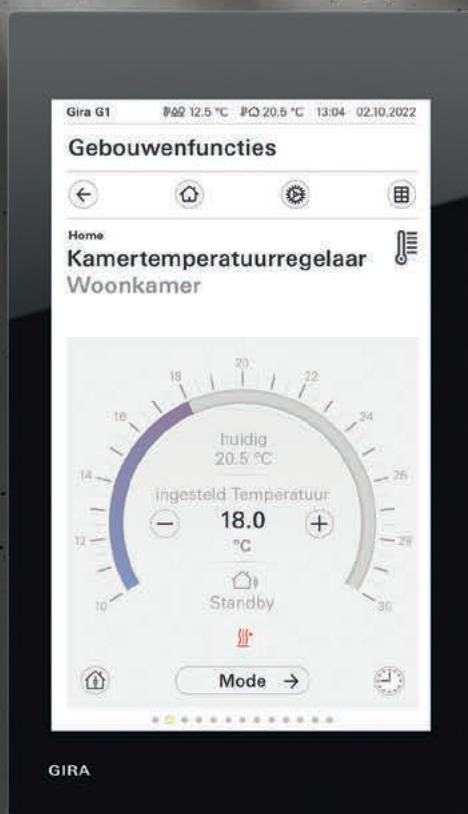 Gira G1 12.5 °C 20.5 °C 13:04 02.10.2022
Gebouwenfuncties
Home
Kamertemperatuurregelaar
Woonkamer
10 12 14 16 18 20 22 24 26 28 30
huidig
20.5 °C
ingesteld Temperatuur
18.0
°C
Standby
Mode
GIRA